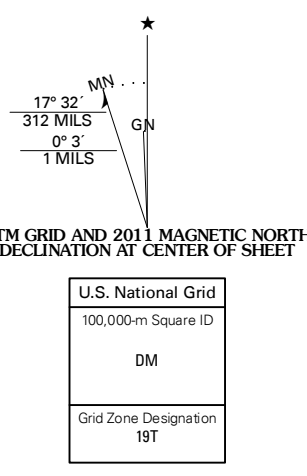 ★
MN
GN
17° 32´
312 MILS
0° 3´
1 MILS
TM GRID AND 2011 MAGNETIC NORTH
DECLINATION AT CENTER OF SHEET
U.S. National Grid
100,000-m Square ID
DM
Grid Zone Designation
19T